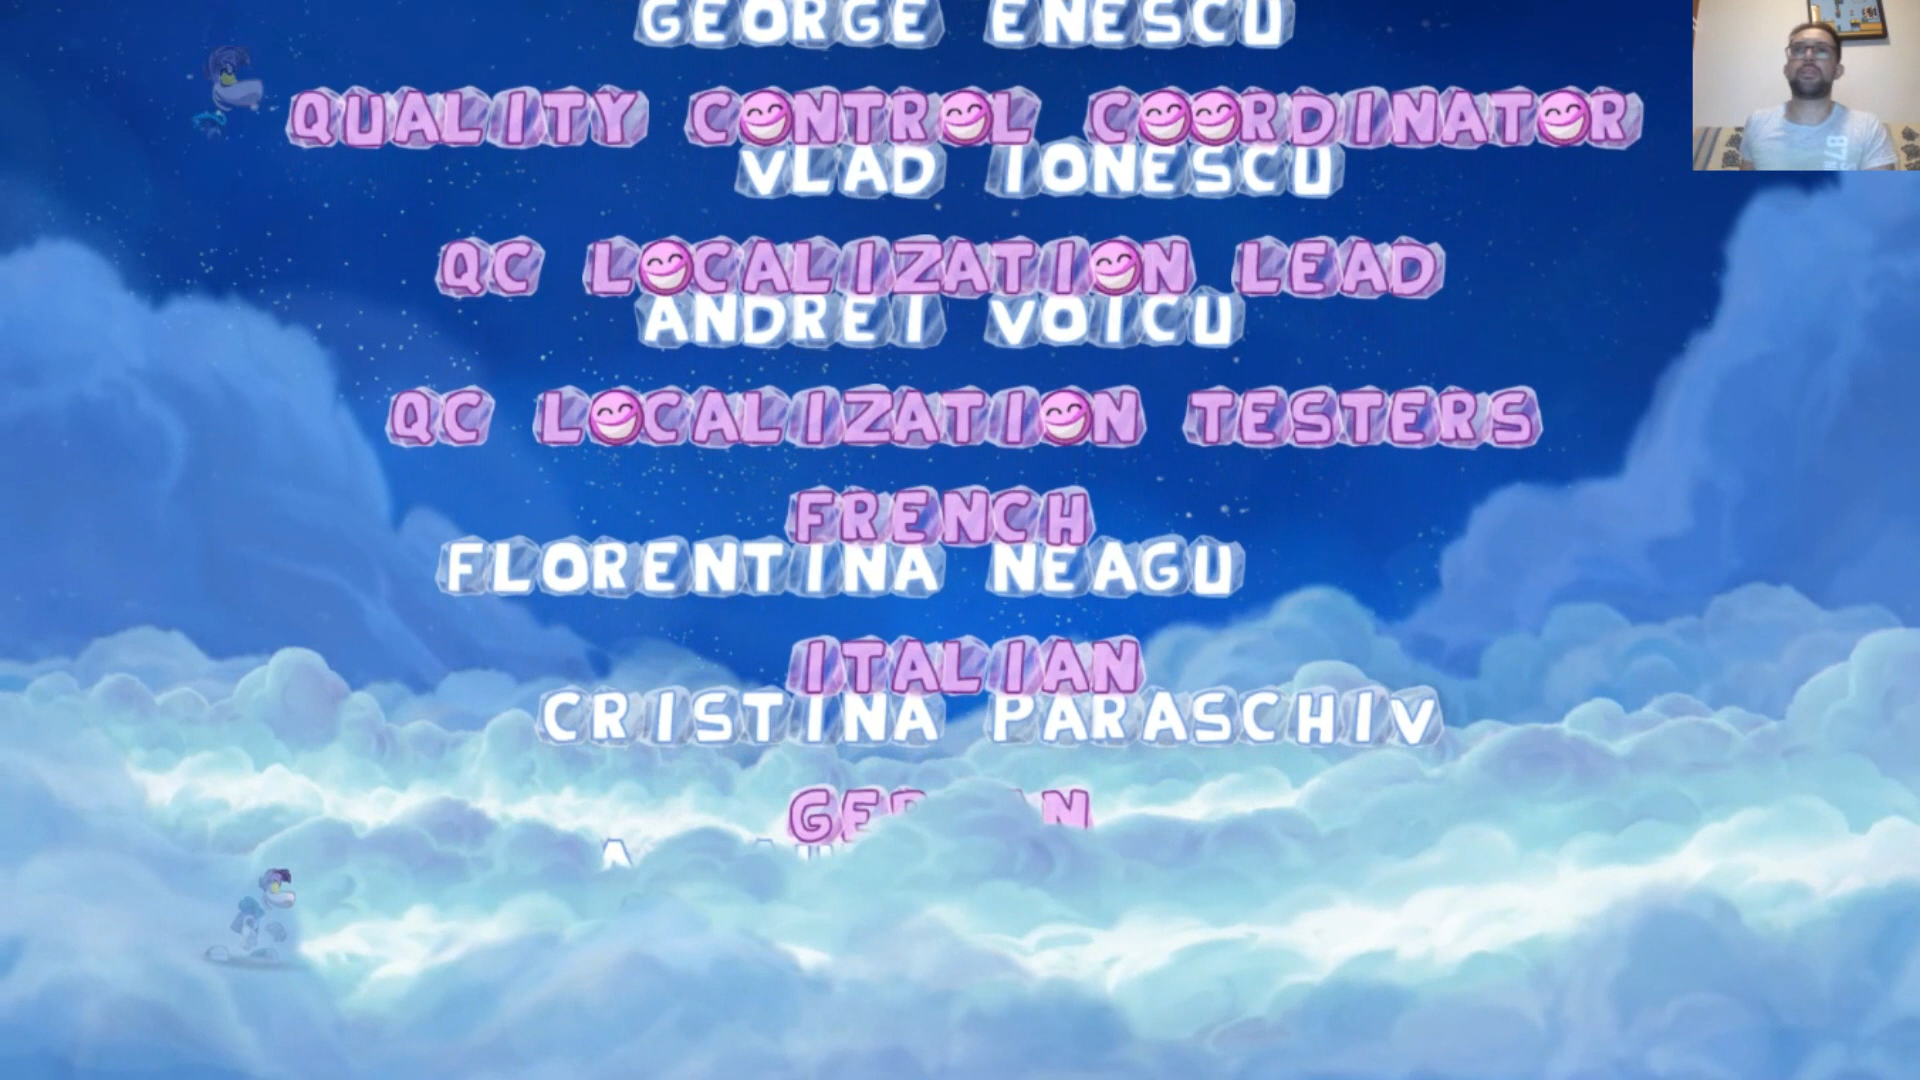 GEORGE ENESCU
QUALITY CONTROL COORDINATOR
VLAD IONESCU
QC LOCALIZATION LEAD
ANDREI VOICU
QC LOCALIZATION TESTERS
FRENCH
FLORENTINA NEAGU
ITALIAN
CRISTINA PARASCHIV